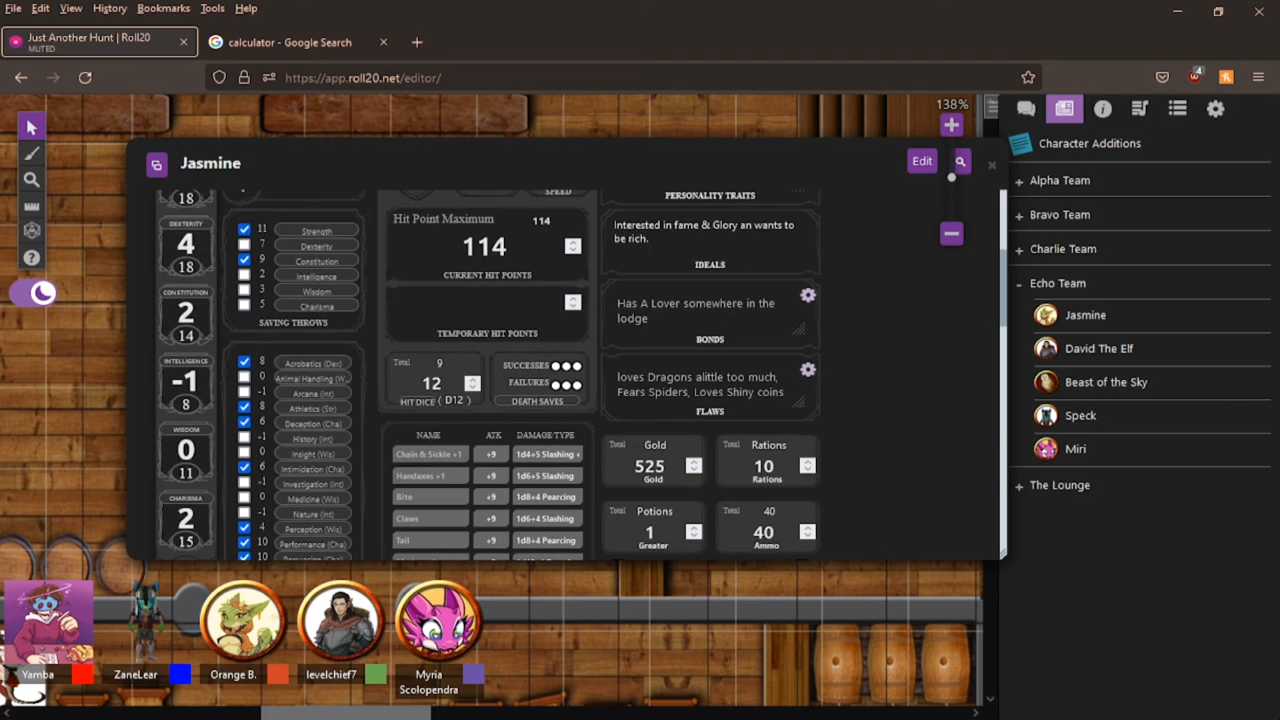 File Edit View History Bookmarks Tools Help
Just Another Hunt | Roll20
MUTED
calculator - Google Search
https://app.roll20.net/editor/
4
138%
Character Additions
Alpha Team
Bravo Team
Charlie Team
Echo Team
Jasmine
David The Elf
Beast of the Sky
Speck
Miri
The Lounge
Jasmine
Edit
18
DEXTERITY
4
18
CONSTITUTION
2
14
INTELLIGENCE
-1
8
WISDOM
0
11
CHARISMA
2
15
11 Strength
7 Dexterity
9 Constitution
2 Intelligence
3 Wisdom
5 Charisma
SAVING THROWS
8 Acrobatics (Dex)
0 Animal Handling (W...
-1 Arcana (Int)
8 Athletics (Str)
6 Deception (Cha)
-1 History (Int)
0 Insight (Wis)
6 Intimidation (Cha)
-1 Investigation (Int)
0 Medicine (Wis)
-1 Nature (Int)
4 Perception (Wis)
10 Performance (Cha)
10
SPEED
Hit Point Maximum 114
114
CURRENT HIT POINTS
TEMPORARY HIT POINTS
Total 9
12
HIT DICE ( D12 )
SUCCESSES
FAILURES
DEATH SAVES
NAME ATK DAMAGE/TYPE
Chain & Sickle +1 +9 1d4+5 Slashing +
Handaxes +1 +9 1d6+5 Slashing
Bite +9 1d8+4 Pearcing
Claws +9 1d6+4 Slashing
Tail +9 1d8+4 Pearcing
PERSONALITY TRAITS
Interested in fame & Glory an wants to
be rich.
IDEALS
Has A Lover somewhere in the
lodge
BONDS
loves Dragons alittle too much,
Fears Spiders, Loves Shiny coins
FLAWS
Total Gold
525
Gold
Total Rations
10
Rations
Total Potions
1
Greater
Total 40
40
Ammo
Yamba
ZaneLear
Orange B.
levelchief7
Myria
Scolopendra